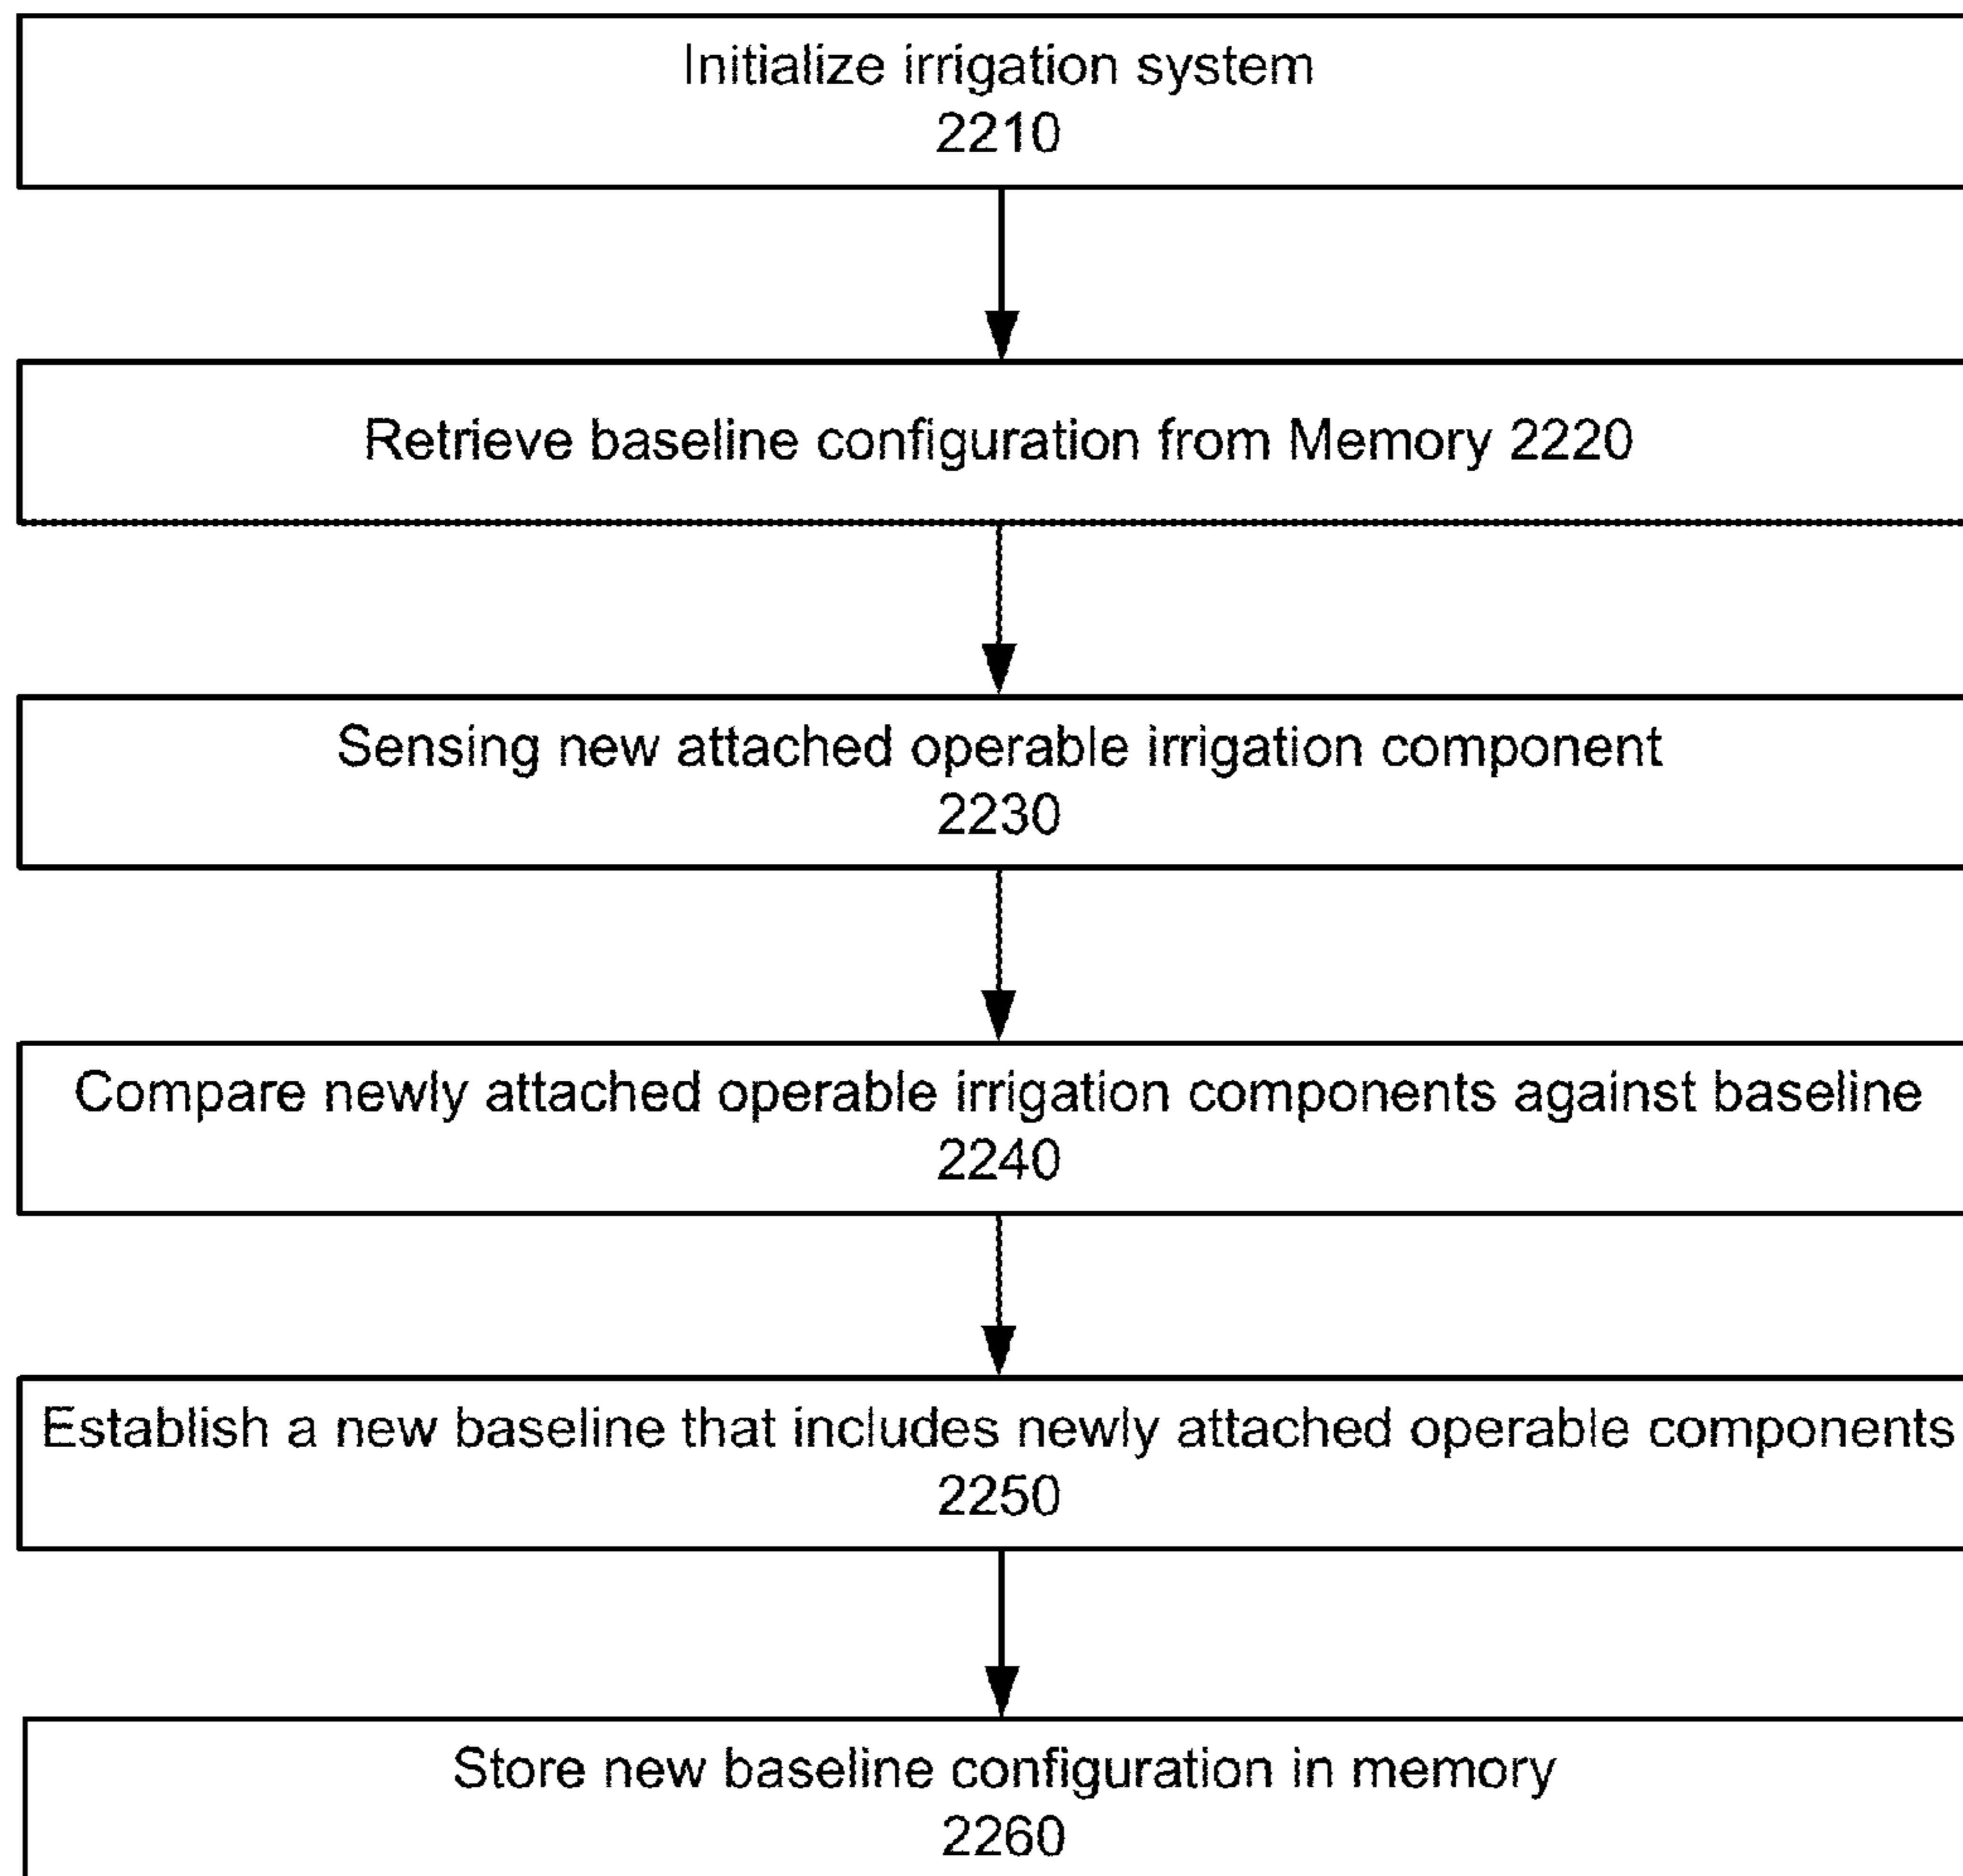 Initialize irrigation system
2210
Retrieve baseline configuration from Memory 2220
Sensing new attached operable irrigation component
2230
Compare newly attached operable irrigation components against baseline
2240
Establish a new baseline that includes newly attached operable components
2250
Store new baseline configuration in memory
2260